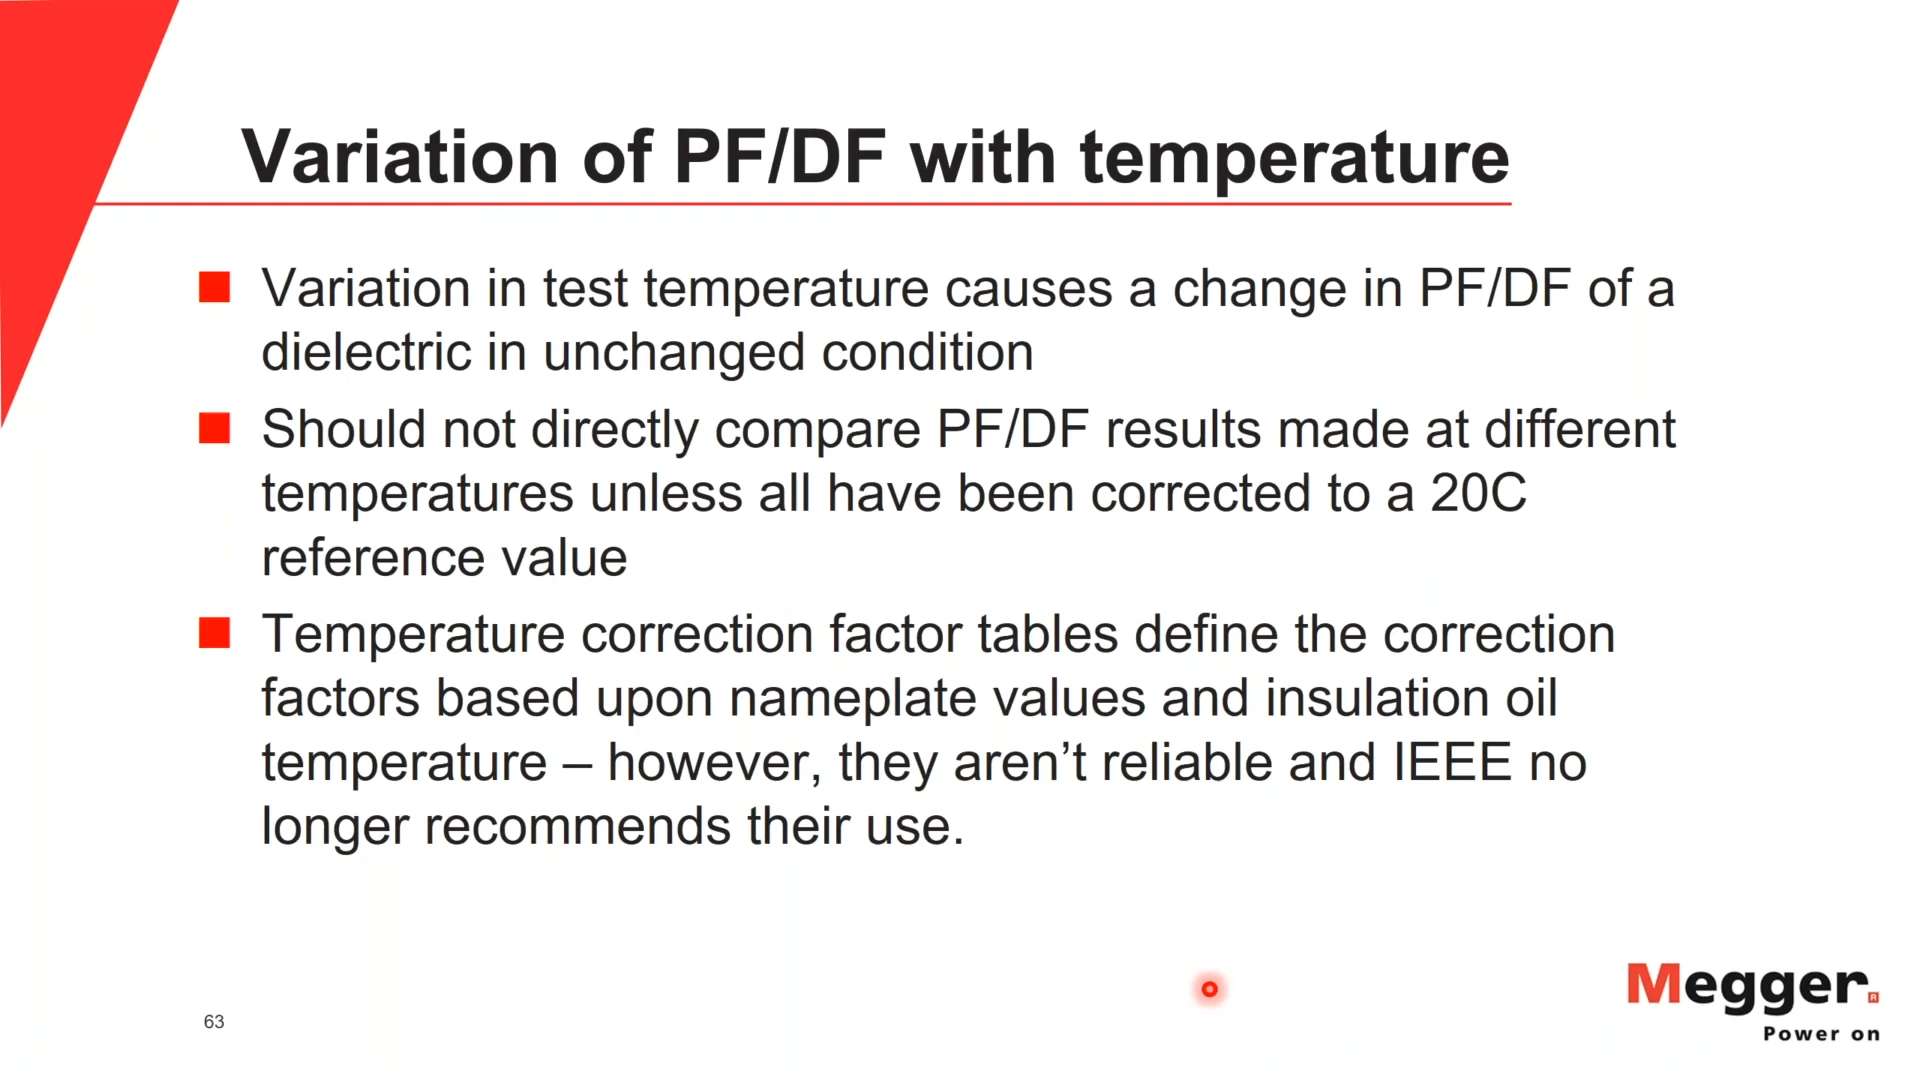 Variation of PF/DF with temperature
Variation in test temperature causes a change in PF/DF of a
dielectric in unchanged condition
Should not directly compare PF/DF results made at different
temperatures unless all have been corrected to a 20C
reference value
Temperature correction factor tables define the correction
factors based upon nameplate values and insulation oil
temperature – however, they aren’t reliable and IEEE no
longer recommends their use.
63
Megger.®
Power on